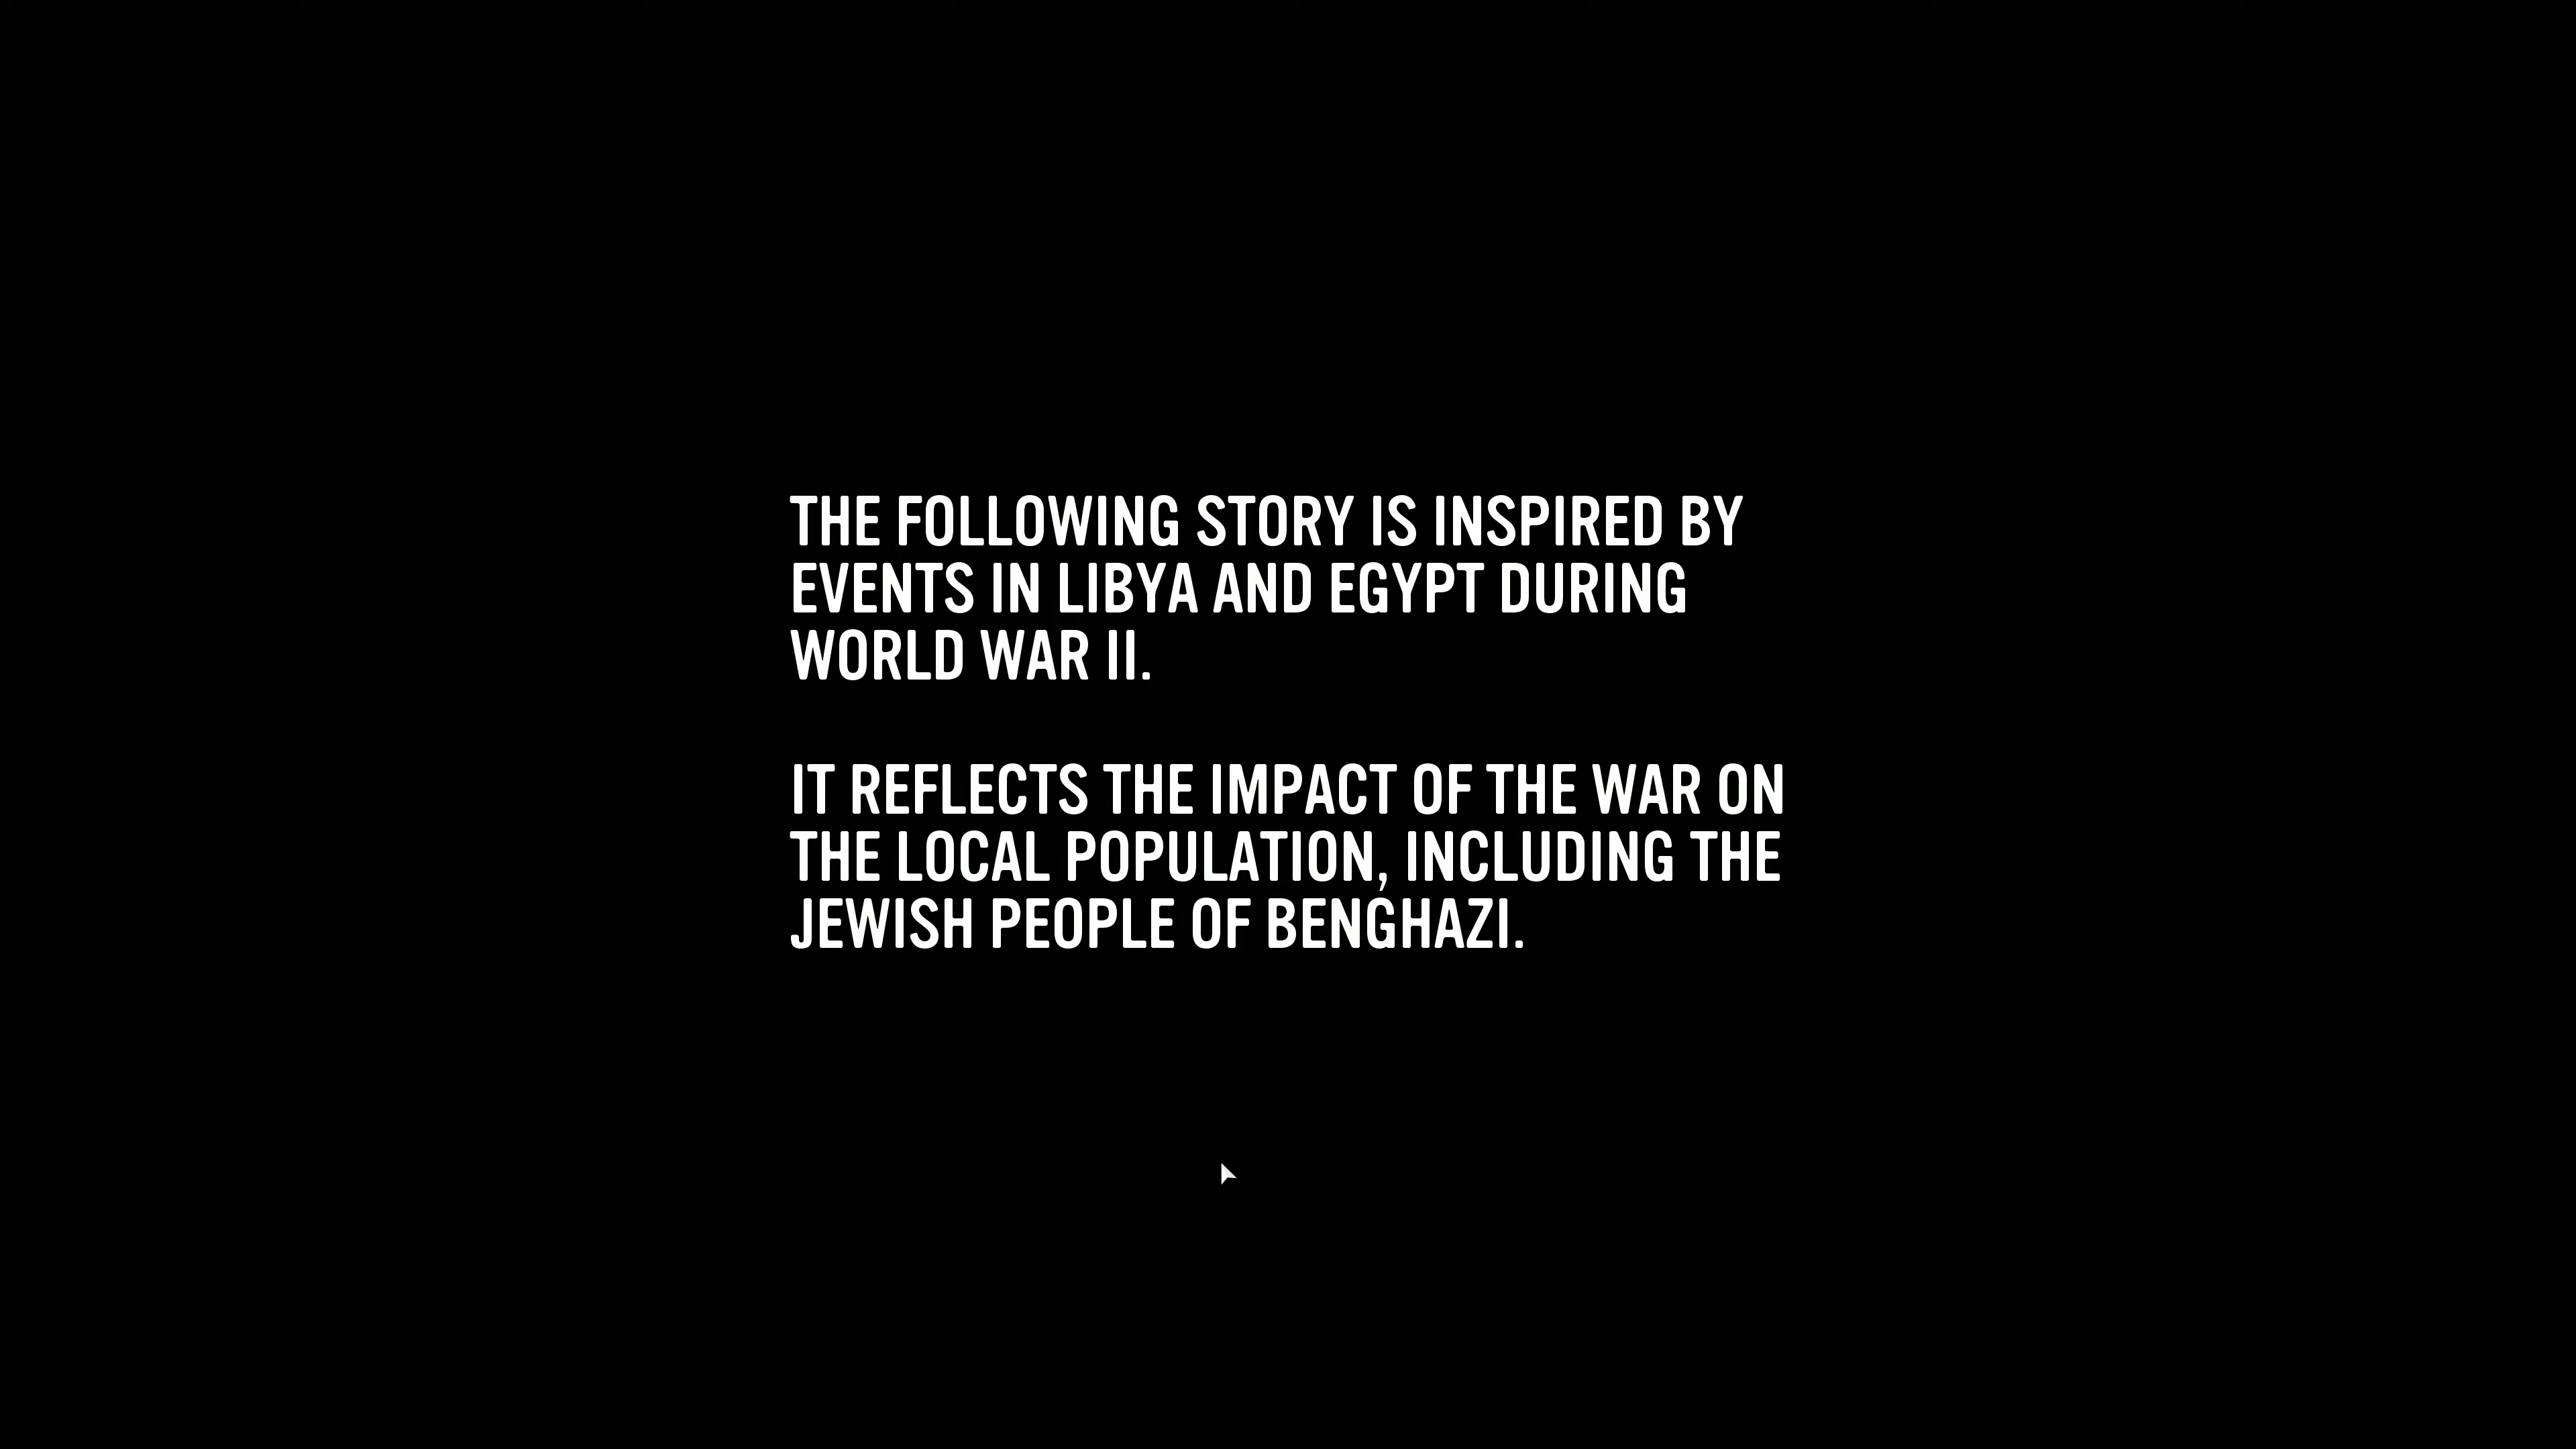 THE FOLLOWING STORY IS INSPIRED BY
EVENTS IN LIBYA AND EGYPT DURING
WORLD WAR II.
IT REFLECTS THE IMPACT OF THE WAR ON
THE LOCAL POPULATION, INCLUDING THE
JEWISH PEOPLE OF BENGHAZI.